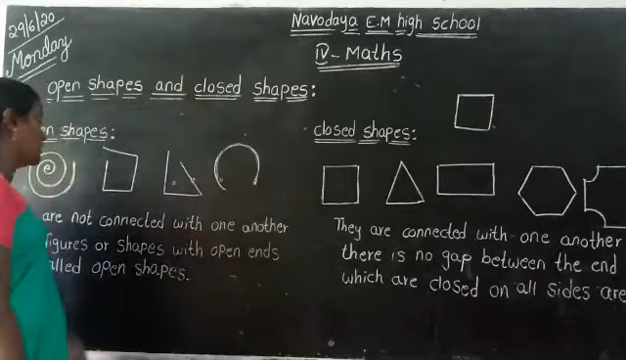 29/6/20
Monday
Navodaya E.M high School
IV - Maths
open shapes and closed shapes:
en shapes:
are not connected with one another
figures or shapes with open ends
alled open shapes.
closed shapes:
They are connected with one another
there is no gap between the end
which are closed on all sides are